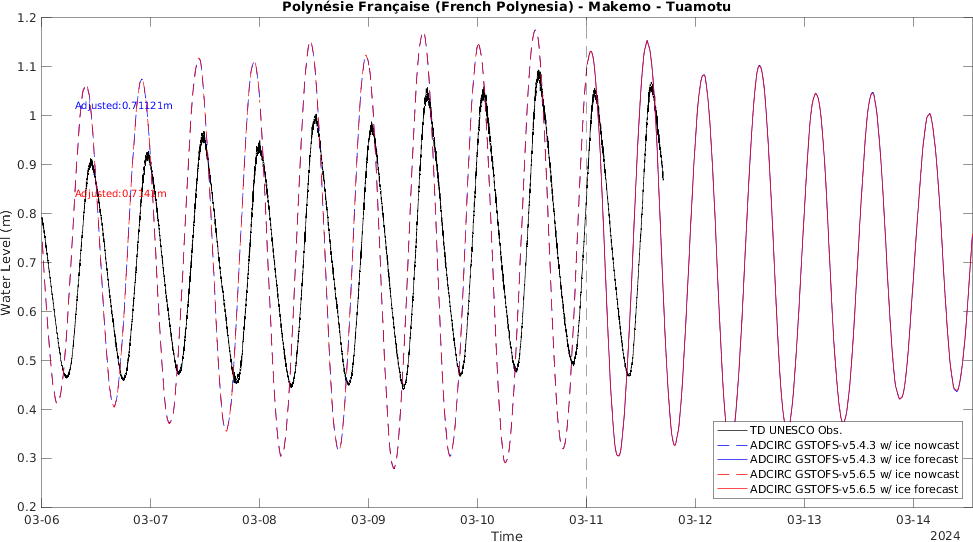 Polynésie Française (French Polynesia) - Makemo - Tuamotu
1.2
1.1
1
0.9
0.8
0.7
0.6
0.5
0.4
0.3
0.2
Water Level (m)
Adjusted:0.71121m
TD UNESCO Obs.
ADCIRC GSTOFS-v5.4.3 w/ ice nowcast
ADCIRC GSTOFS-v5.4.3 w/ ice forecast
ADCIRC GSTOFS-v5.6.5 w/ ice nowcast
ADCIRC GSTOFS-v5.6.5 w/ ice forecast
03-06 03-07 03-08 03-09 03-10 03-11 03-12 03-13 03-14
Time
2024